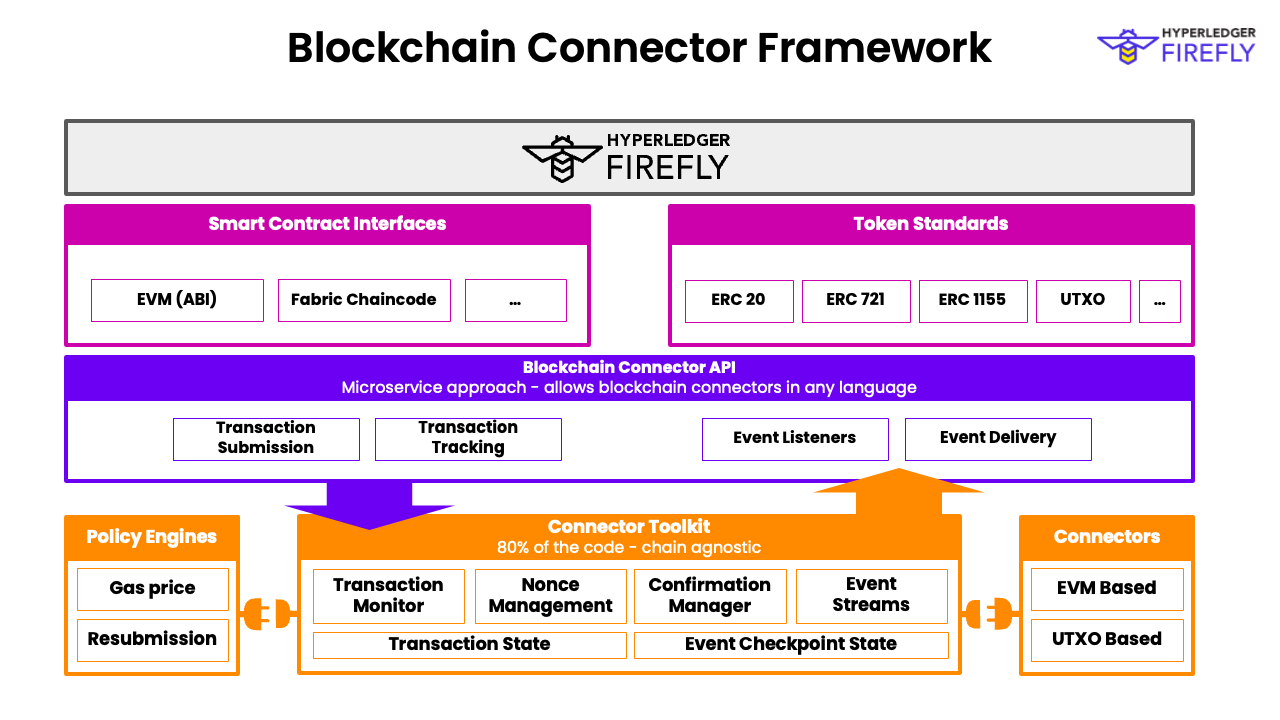 Blockchain Connector Framework
HYPERLEDGER
FIREFLY
HYPERLEDGER
FIREFLY
Smart Contract Interfaces
EVM (ABI)
Fabric Chaincode
...
Token Standards
ERC 20
ERC 721
ERC 1155
UTXO
...
Blockchain Connector API
Microservice approach - allows blockchain connectors in any language
Transaction
Submission
Transaction
Tracking
Event Listeners
Event Delivery
Policy Engines
Gas price
Resubmission
Connector Toolkit
80% of the code - chain agnostic
Transaction
Monitor
Nonce
Management
Confirmation
Manager
Event
Streams
Transaction State
Event Checkpoint State
Connectors
EVM Based
UTXO Based